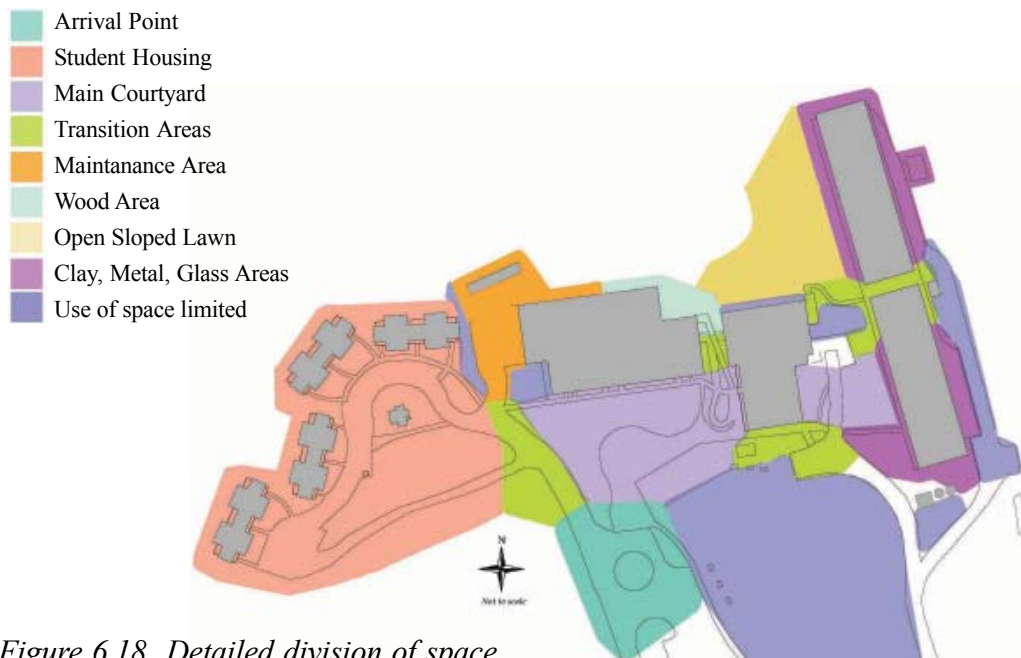 Arrival Point
Student Housing
Main Courtyard
Transition Areas
Maintanance Area
Wood Area
Open Sloped Lawn
Clay, Metal, Glass Areas
Use of space limited
N
Not to scale
Figure 6.18 Detailed division of space